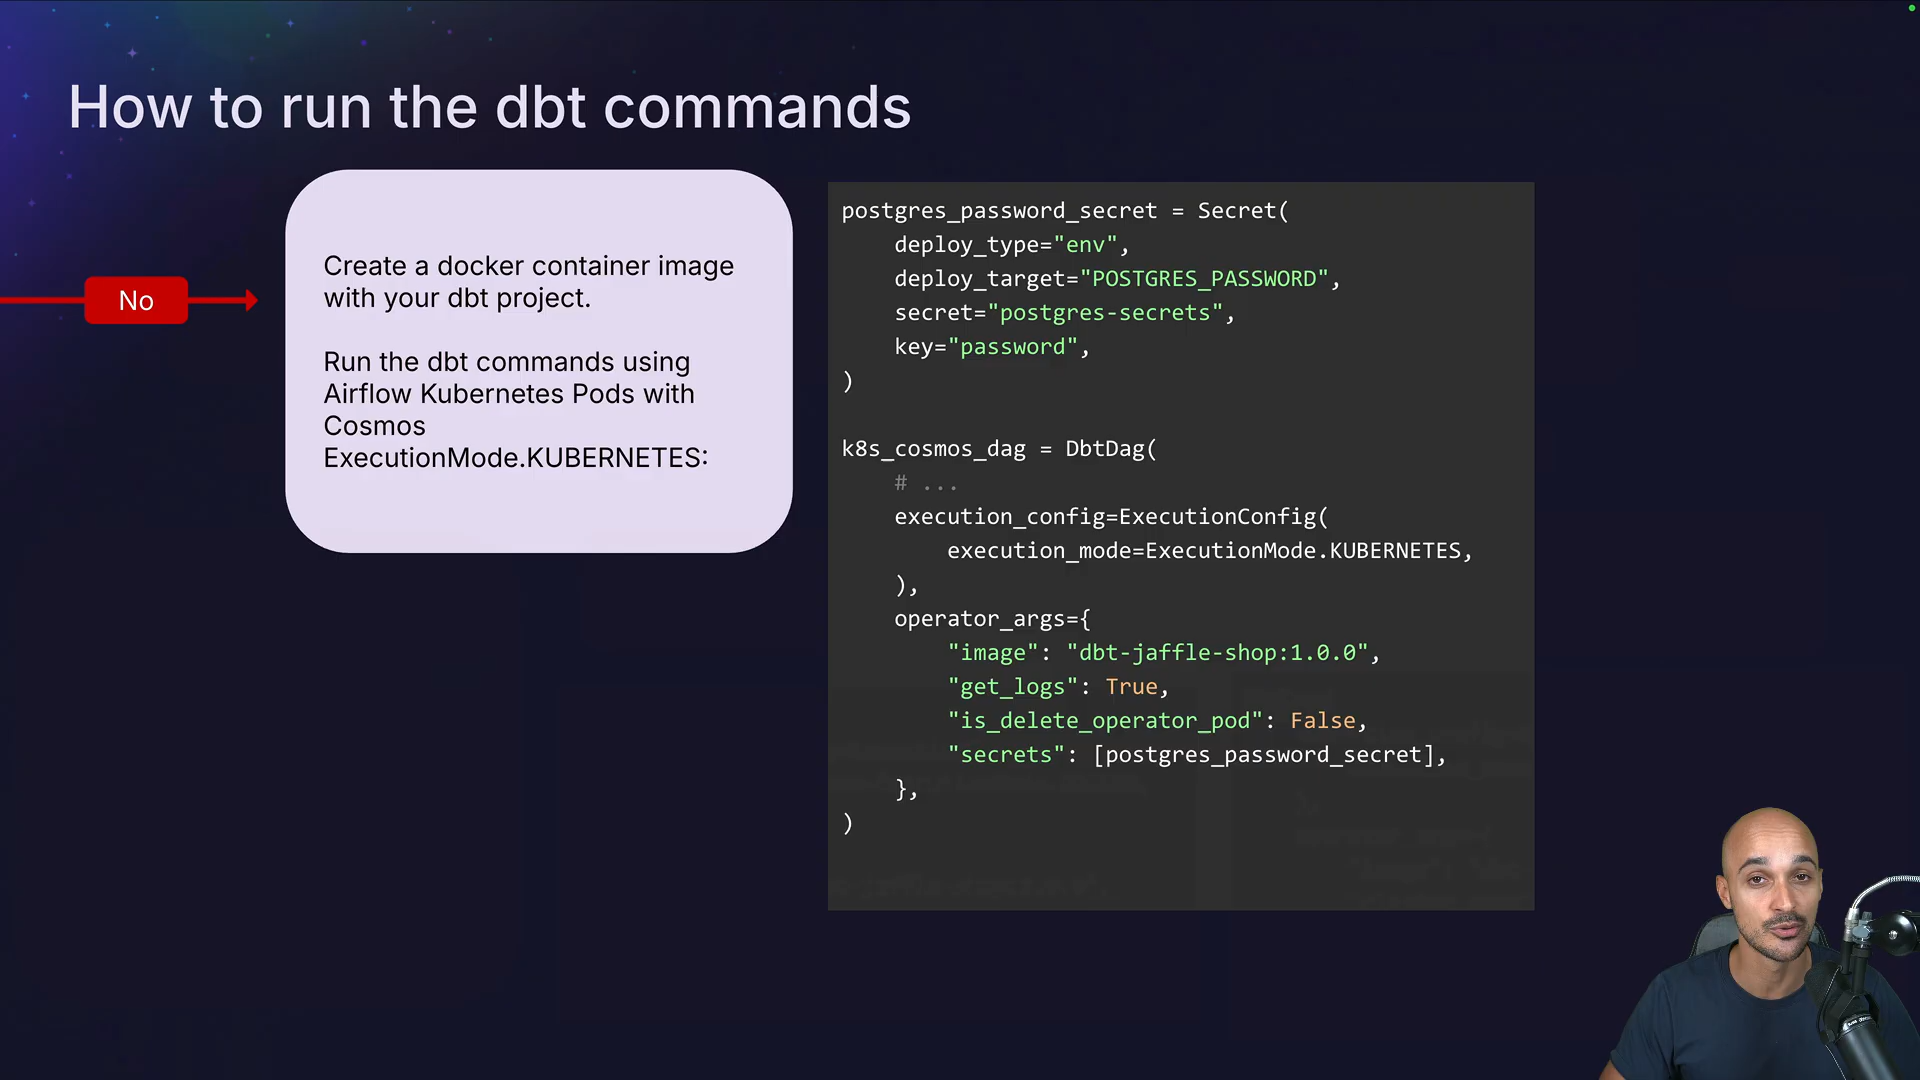 How to run the dbt commands
No
Create a docker container image
with your dbt project.
Run the dbt commands using
Airflow Kubernetes Pods with
Cosmos
ExecutionMode.KUBERNETES:
postgres_password_secret = Secret(
    deploy_type="env",
    deploy_target="POSTGRES_PASSWORD",
    secret="postgres-secrets",
    key="password",
)
k8s_cosmos_dag = DbtDag(
    # ...
    execution_config=ExecutionConfig(
        execution_mode=ExecutionMode.KUBERNETES,
    ),
    operator_args={
        "image": "dbt-jaffle-shop:1.0.0",
        "get_logs": True,
        "is_delete_operator_pod": False,
        "secrets": [postgres_password_secret],
    },
)